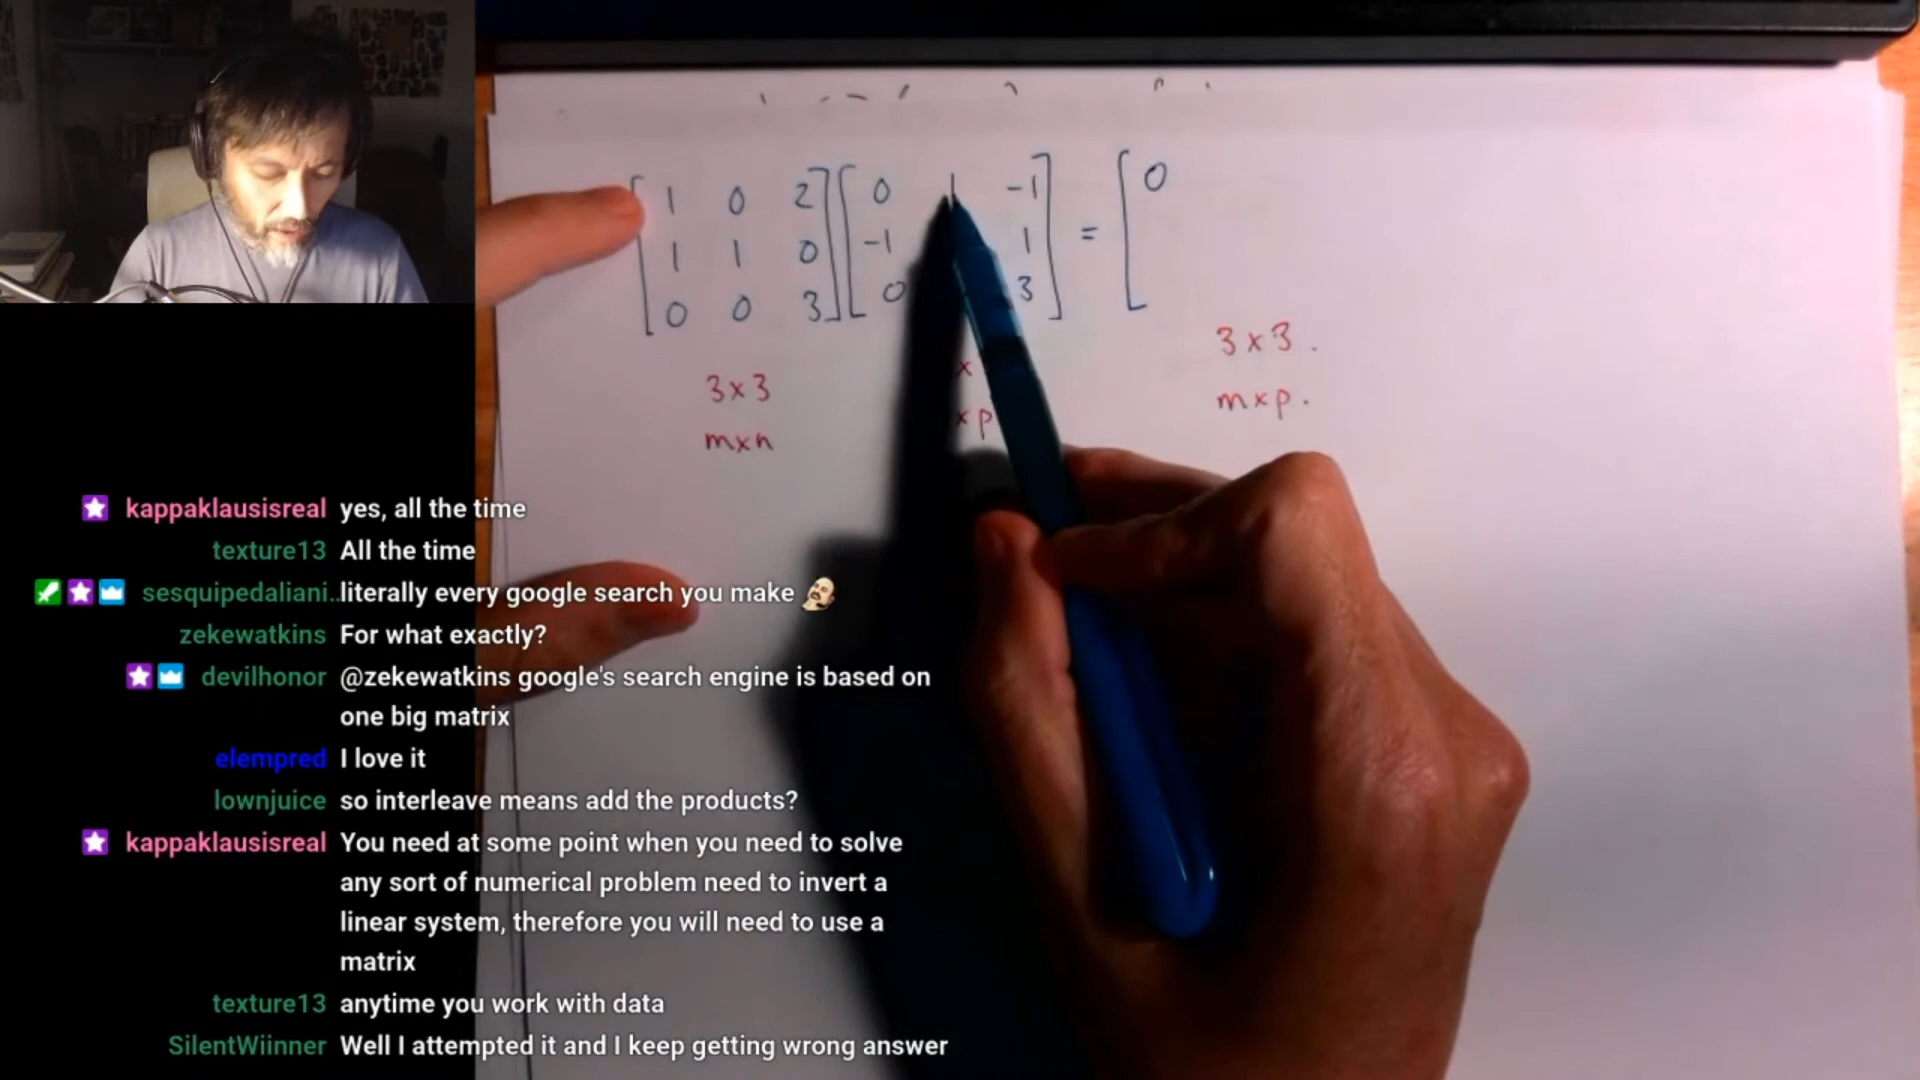 1 0 2 0 1 -1 0
1 1 0 -1 1 =
0 0 3 0 3
3 x 3 x 3 x 3 .
m x n x p m x p .
kappaklausisreal yes, all the time
texture13 All the time
sesquipedaliani.. literally every google search you make
zekewatkins For what exactly?
devilhonor @zekewatkins google's search engine is based on
one big matrix
elempred I love it
lownjuice so interleave means add the products?
kappaklausisreal You need at some point when you need to solve
any sort of numerical problem need to invert a
linear system, therefore you will need to use a
matrix
texture13 anytime you work with data
SilentWiinner Well I attempted it and I keep getting wrong answer